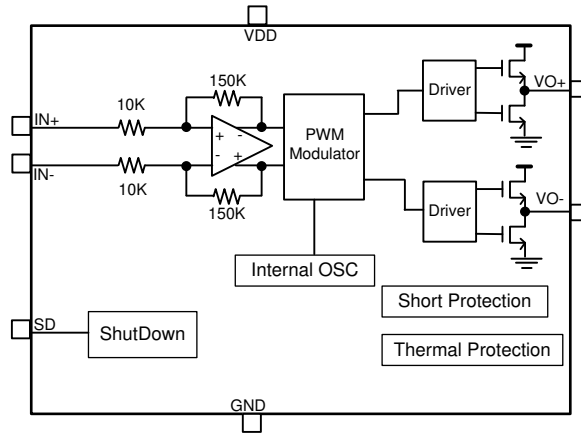 VDD
150K
10K
IN+
+ -
- +
PWM
Modulator
Driver
VO+
IN-
10K
150K
Driver
VO-
Internal OSC
Short Protection
SD
ShutDown
Thermal Protection
GND